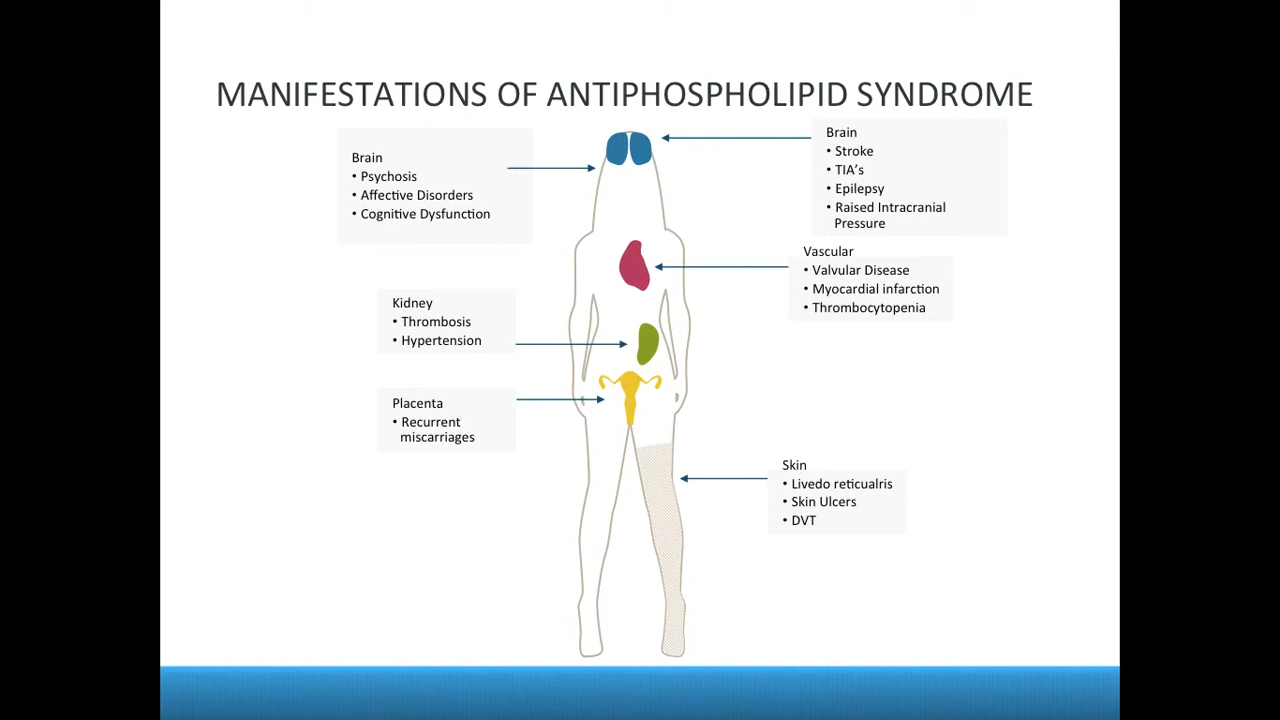 MANIFESTATIONS OF ANTIPHOSPHOLIPID SYNDROME
Brain
• Psychosis
• Affective Disorders
• Cognitive Dysfunction
Kidney
• Thrombosis
• Hypertension
Placenta
• Recurrent
miscarriages
Brain
• Stroke
• TIA's
• Epilepsy
• Raised Intracranial
Pressure
Vascular
• Valvular Disease
• Myocardial infarction
• Thrombocytopenia
Skin
• Livedo reticualris
• Skin Ulcers
• DVT